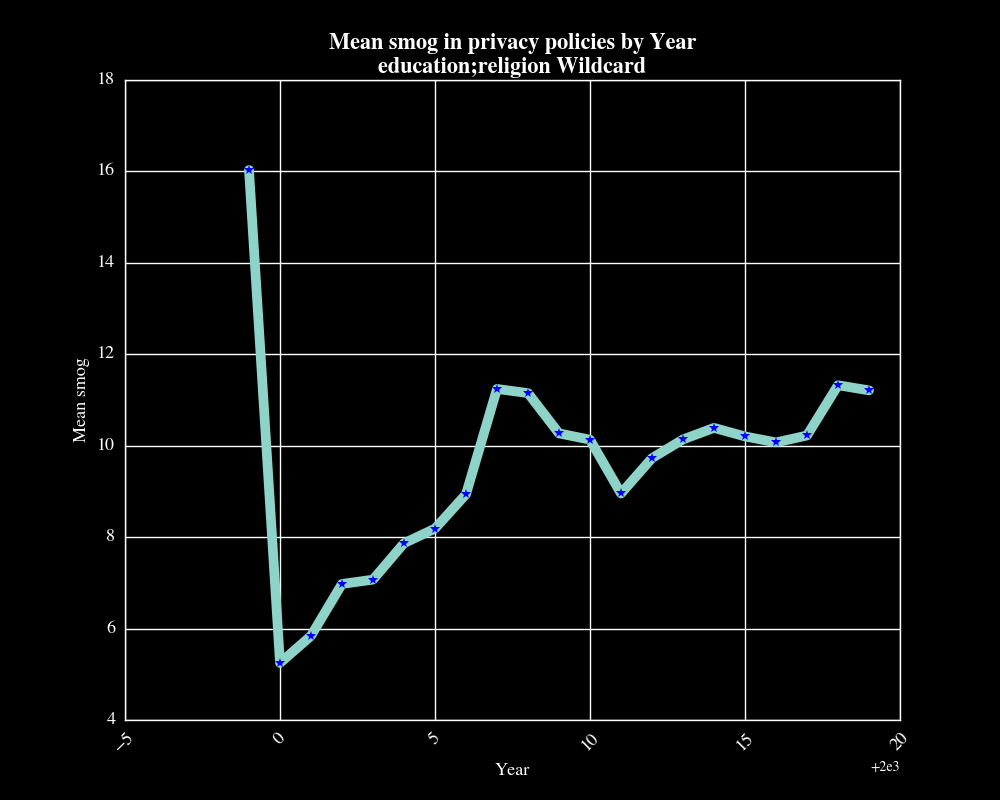 Mean smog in privacy policies by Year
education;religion Wildcard
18
16
14
12
10
8
6
4
Mean smog
−5
0
5
10
15
20
Year
+2e3